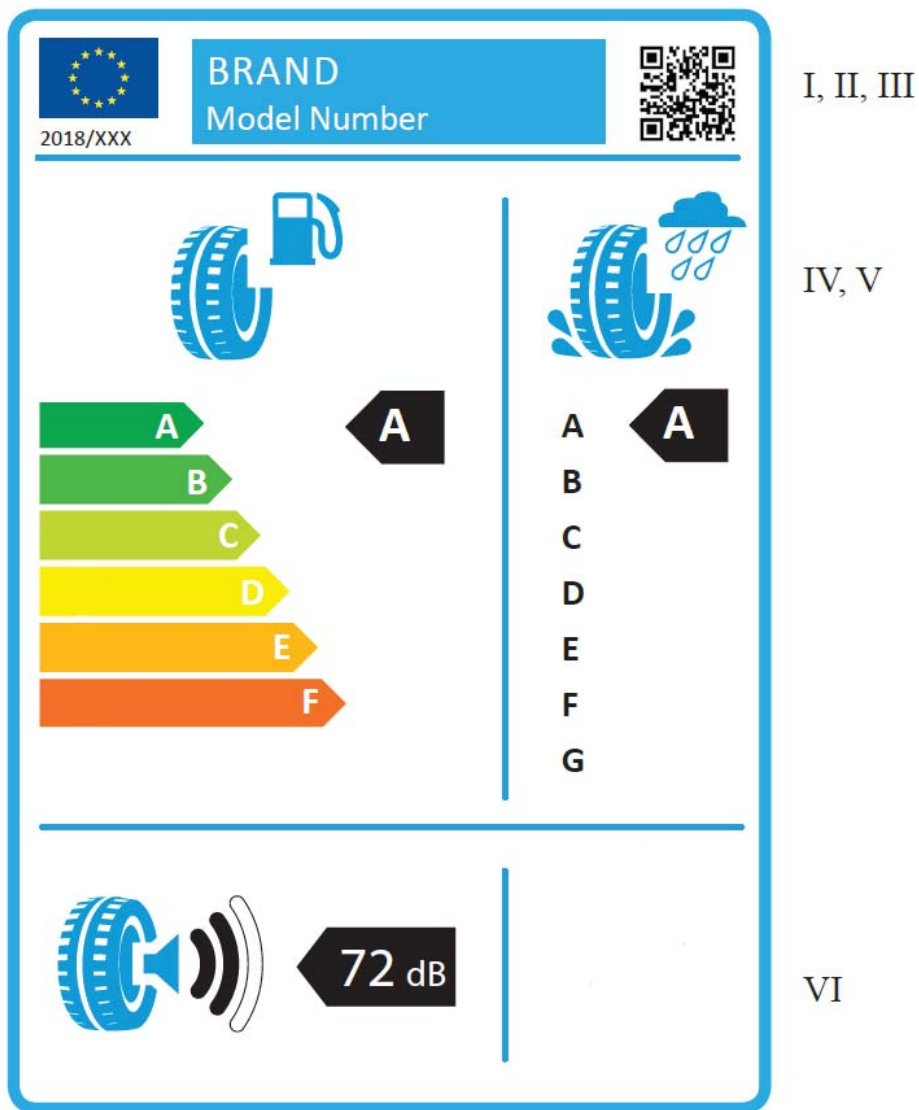 BRAND
Model Number
2018/XXX
I, II, III
IV, V
A
B
C
D
E
F
A
A
B
C
D
E
F
G
A
72 dB
VI